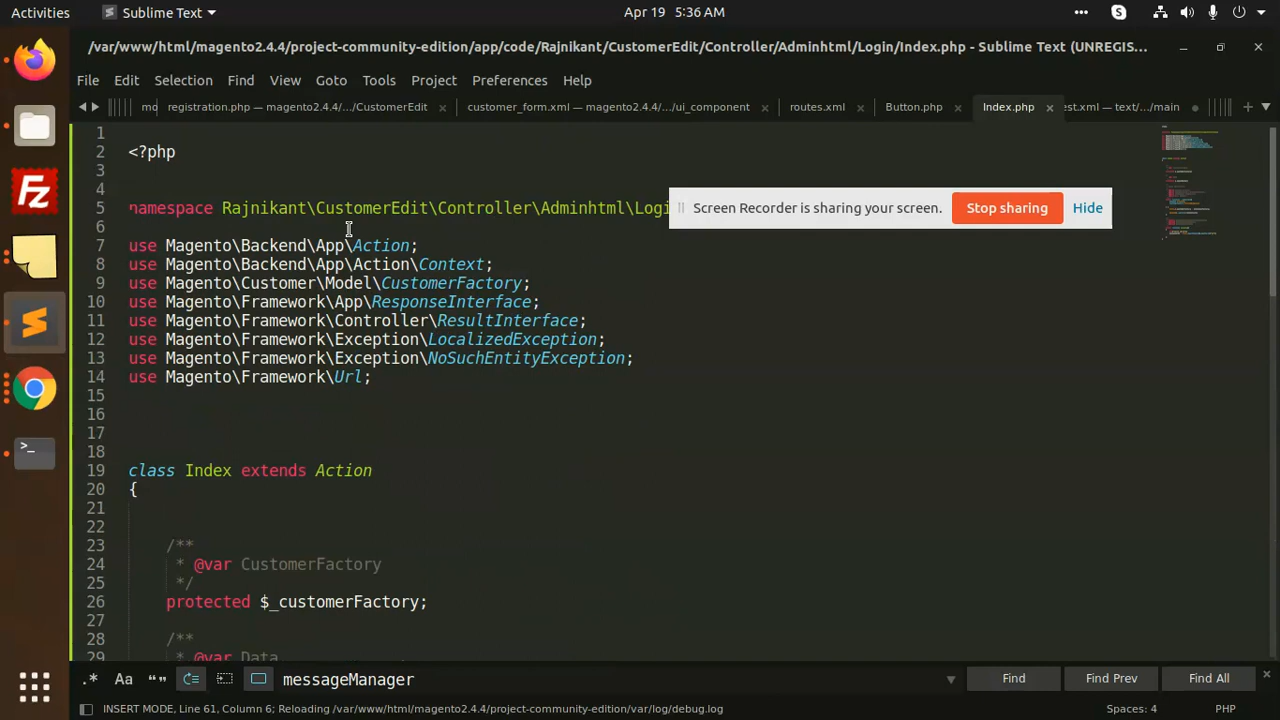 Activities
Sublime Text
Apr 19 5:36 AM
/var/www/html/magento2.4.4/project-community-edition/app/code/Rajnikant/CustomerEdit/Controller/Adminhtml/Login/Index.php - Sublime Text (UNREGIS...
File Edit Selection Find View Goto Tools Project Preferences Help
mo
registration.php — magento2.4.4/.../CustomerEdit
customer_form.xml — magento2.4.4/...ui_component
routes.xml
Button.php
Index.php
est.xml — text/.../main
1
2 <?php
3
4
5 namespace Rajnikant\CustomerEdit\Controller\Adminhtml\Logi
Screen Recorder is sharing your screen. Stop sharing Hide
6
7 use Magento\Backend\App\Action;
8 use Magento\Backend\App\Action\Context;
9 use Magento\Customer\Model\CustomerFactory;
10 use Magento\Framework\App\ResponseInterface;
11 use Magento\Framework\Controller\ResultInterface;
12 use Magento\Framework\Exception\LocalizedException;
13 use Magento\Framework\Exception\NoSuchEntityException;
14 use Magento\Framework\Url;
15
16
17
18
19 class Index extends Action
20 {
21
22
23 /**
24 * @var CustomerFactory
25 */
26 protected $_customerFactory;
27
28 /**
29 * @var Data
.* Aa “” messageManager Find Find Prev Find All
INSERT MODE, Line 61, Column 6; Reloading /var/www/html/magento2.4.4/project-community-edition/var/log/debug.log
Spaces: 4
PHP